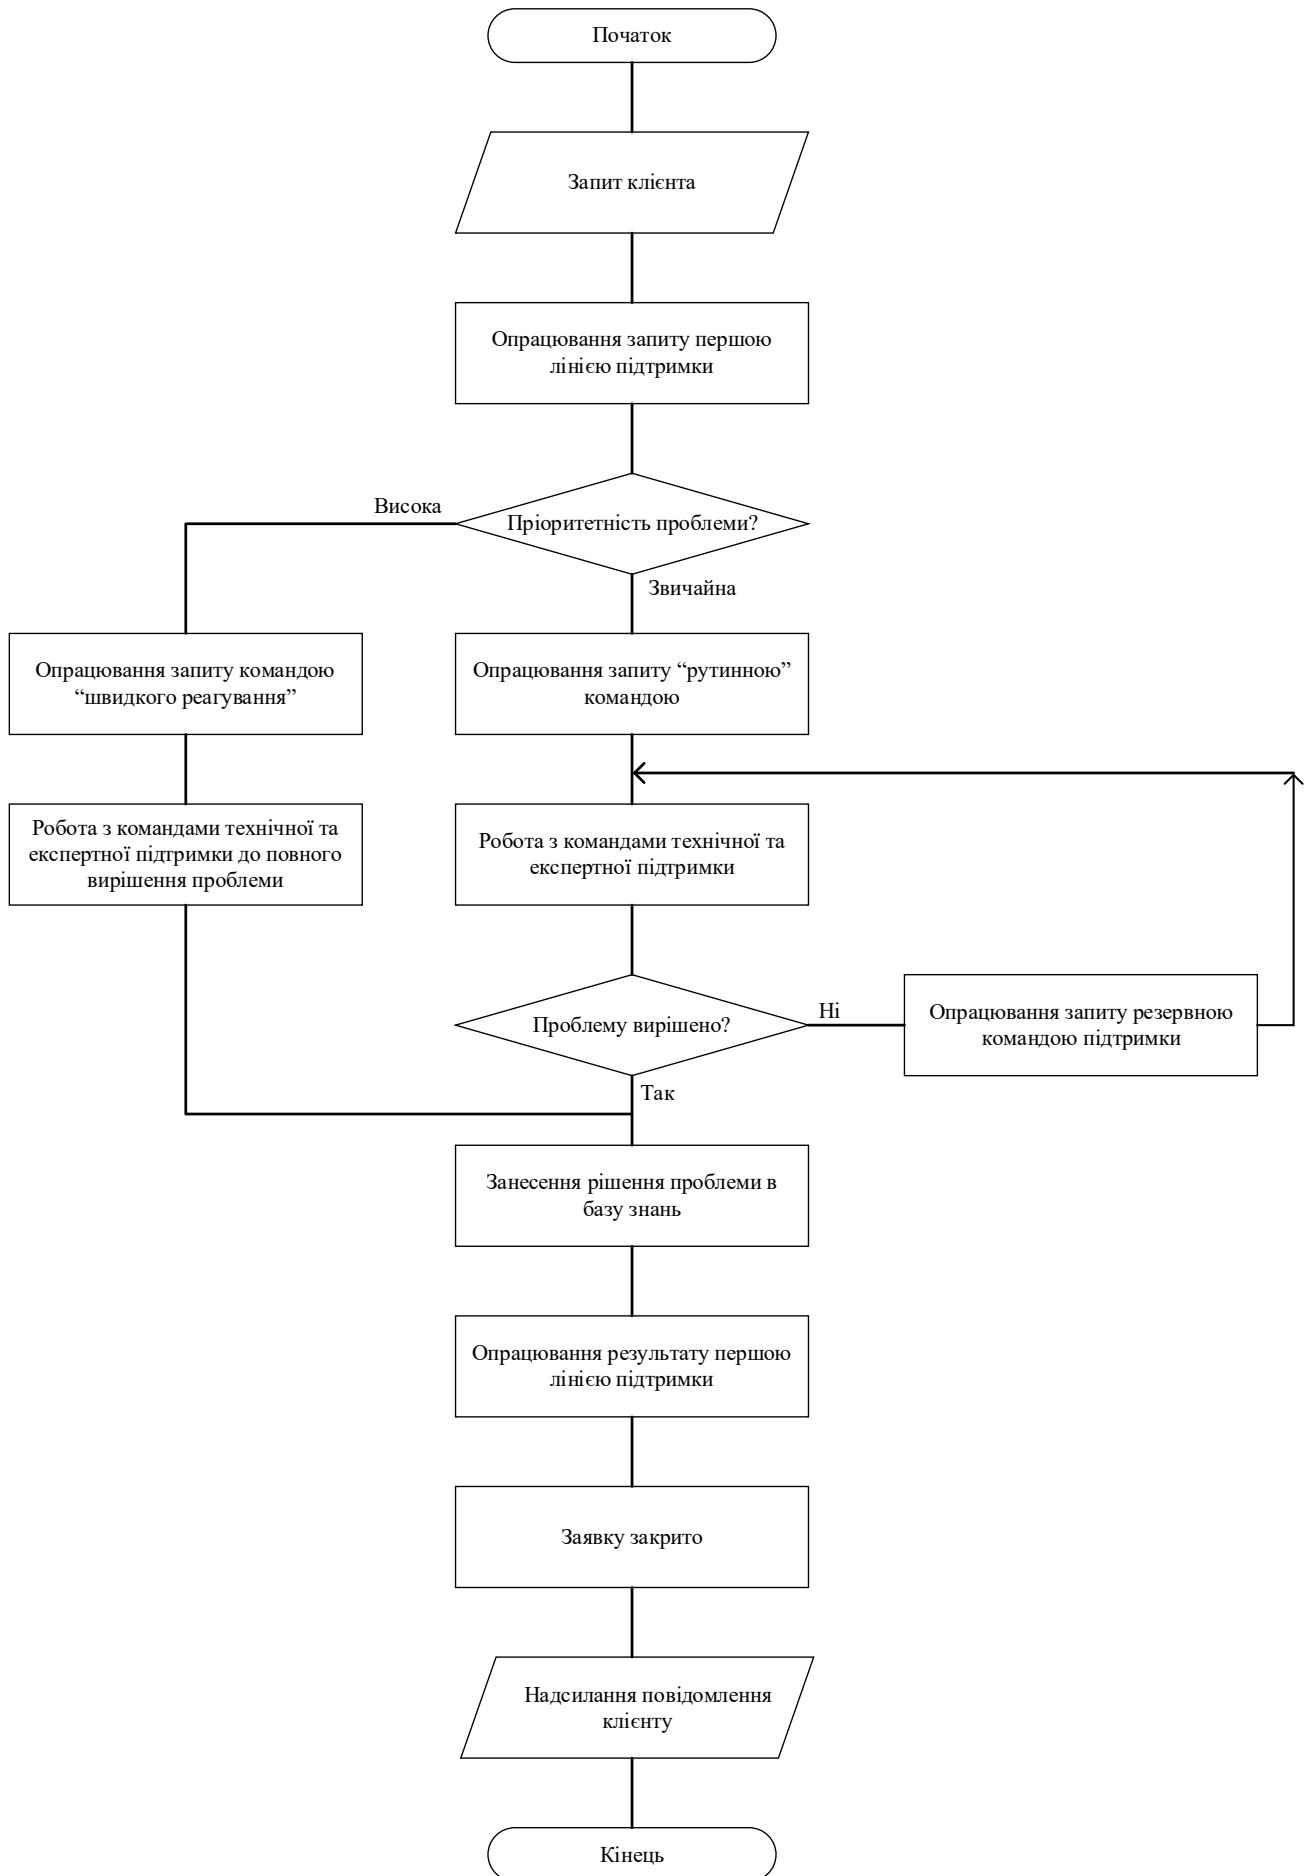 Початок
Запит клієнта
Опрацювання запиту першою
лінією підтримки
Пріоритетність проблеми?
Висока
Звичайна
Опрацювання запиту командою
“швидкого реагування”
Опрацювання запиту “рутинною”
командою
Робота з командами технічної та
експертної підтримки до повного
вирішення проблеми
Робота з командами технічної та
експертної підтримки
Проблему вирішено?
Ні
Опрацювання запиту резервною
командою підтримки
Так
Занесення рішення проблеми в
базу знань
Опрацювання результату першою
лінією підтримки
Заявку закрито
Надсилання повідомлення
клієнту
Кінець